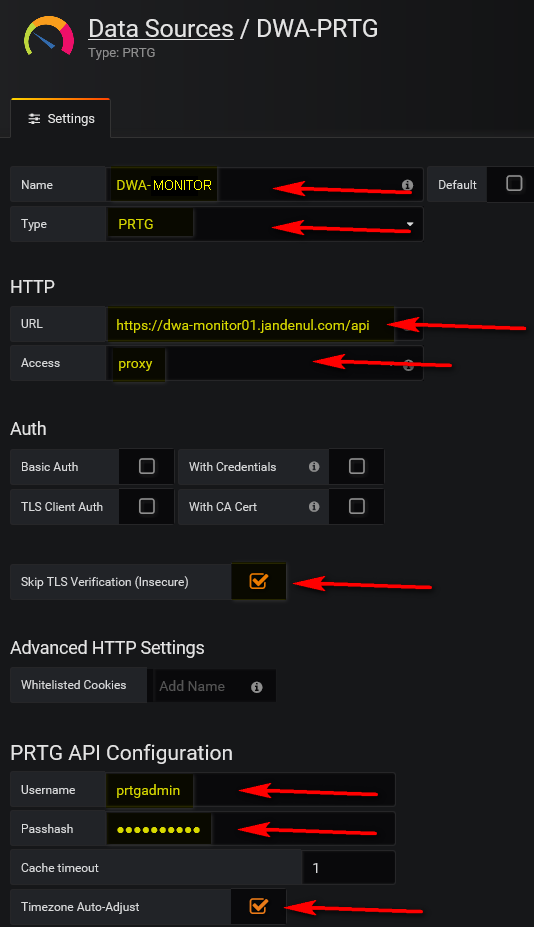 Data Sources / DWA-PRTG
Type: PRTG
Settings
Name DWA-MONITOR Default
Type PRTG
HTTP
URL https://dwa-monitor01.jandenul.com/api
Access proxy
Auth
Basic Auth With Credentials
TLS Client Auth With CA Cert
Skip TLS Verification (Insecure)
Advanced HTTP Settings
Whitelisted Cookies Add Name
PRTG API Configuration
Username prtgadmin
Passhash ●●●●●●●●●●
Cache timeout 1
Timezone Auto-Adjust